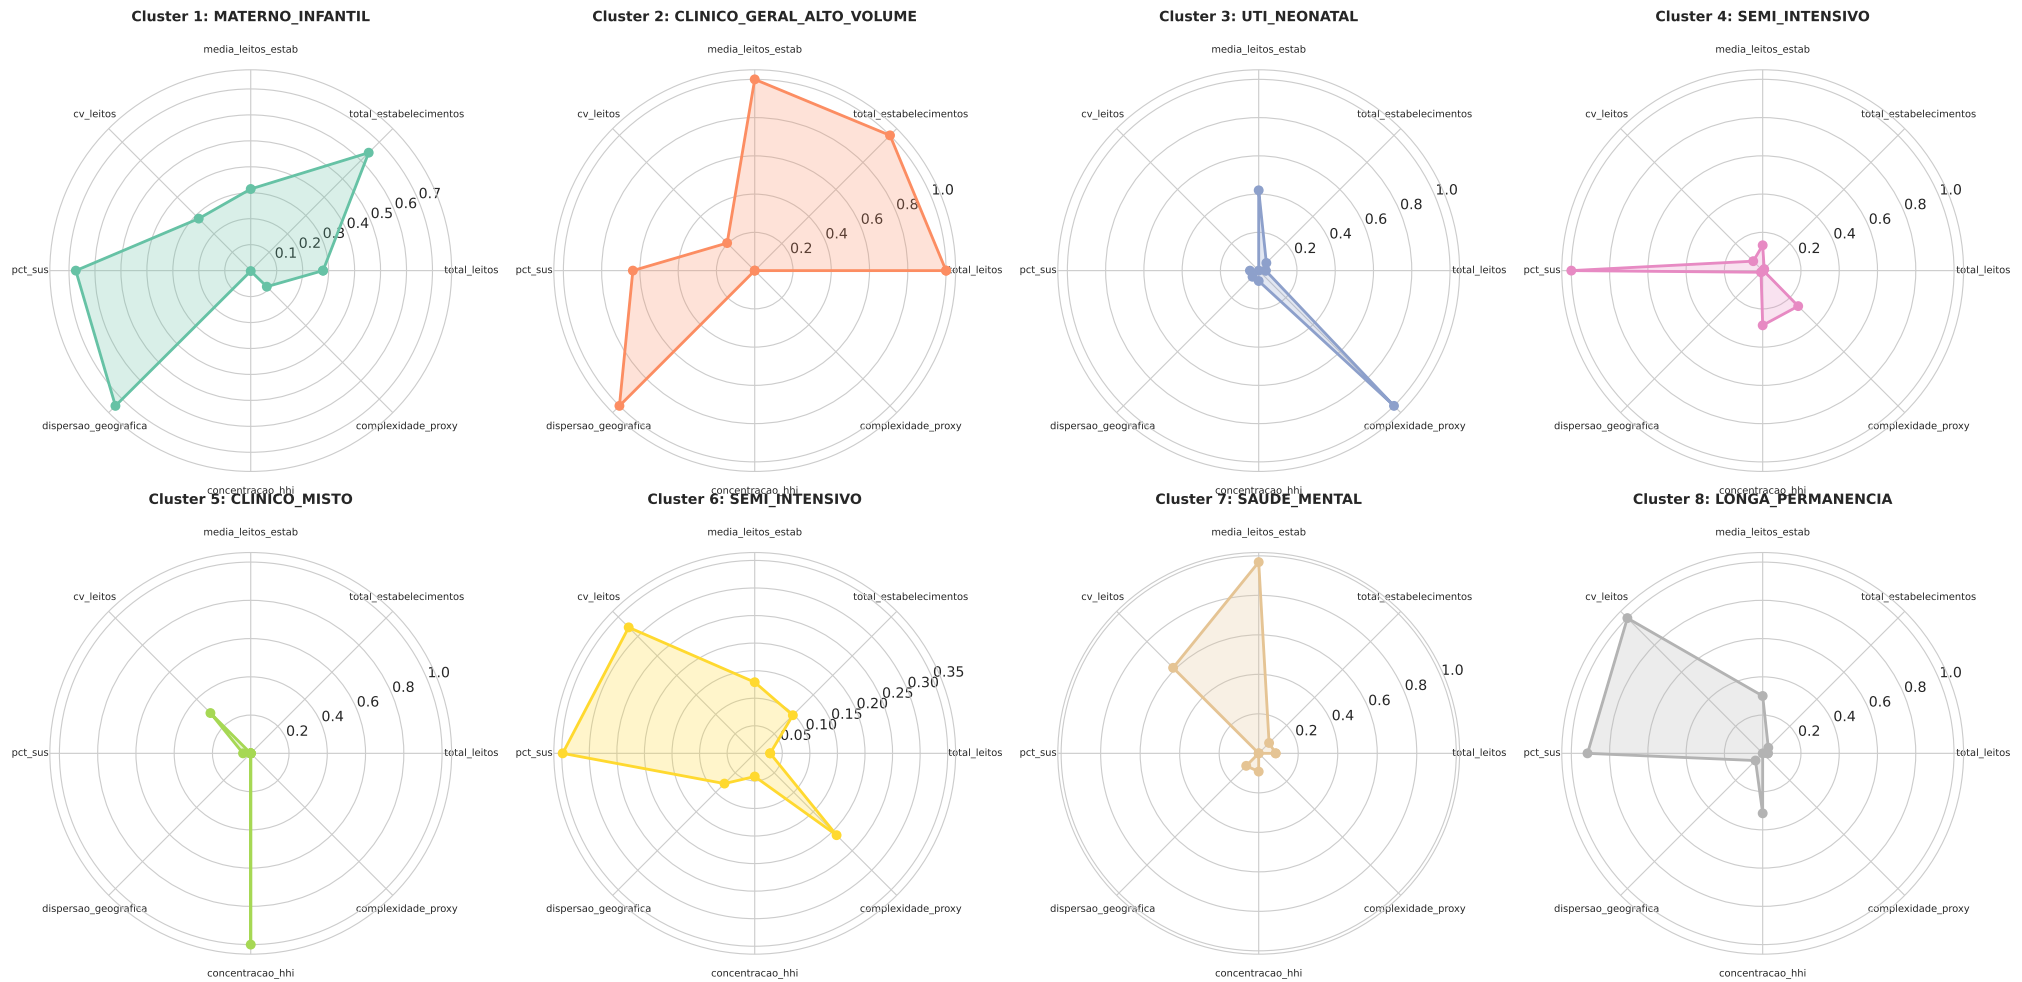 Cluster 1: MATERNO_INFANTIL
media_leitos_estab
cv_leitos
total_estabelecimentos
pct_sus
total_leitos
0.1
0.2
0.3
0.4
0.5
0.6
0.7
dispersao_geografica
complexidade_proxy
concentracao_hhi
Cluster 2: CLINICO_GERAL_ALTO_VOLUME
media_leitos_estab
cv_leitos
total_estabelecimentos
pct_sus
total_leitos
0.2
0.4
0.6
0.8
1.0
dispersao_geografica
complexidade_proxy
concentracao_hhi
Cluster 3: UTI_NEONATAL
media_leitos_estab
cv_leitos
total_estabelecimentos
pct_sus
total_leitos
0.2
0.4
0.6
0.8
1.0
dispersao_geografica
complexidade_proxy
concentracao_hhi
Cluster 4: SEMI_INTENSIVO
media_leitos_estab
cv_leitos
total_estabelecimentos
pct_sus
total_leitos
0.2
0.4
0.6
0.8
1.0
dispersao_geografica
complexidade_proxy
concentracao_hhi
Cluster 5: CLINICO_MISTO
media_leitos_estab
cv_leitos
total_estabelecimentos
pct_sus
total_leitos
0.2
0.4
0.6
0.8
1.0
dispersao_geografica
complexidade_proxy
concentracao_hhi
Cluster 6: SEMI_INTENSIVO
media_leitos_estab
cv_leitos
total_estabelecimentos
pct_sus
total_leitos
0.05
0.10
0.15
0.20
0.25
0.30
0.35
dispersao_geografica
complexidade_proxy
concentracao_hhi
Cluster 7: SAUDE_MENTAL
media_leitos_estab
cv_leitos
total_estabelecimentos
pct_sus
total_leitos
0.2
0.4
0.6
0.8
1.0
dispersao_geografica
complexidade_proxy
concentracao_hhi
Cluster 8: LONGA_PERMANENCIA
media_leitos_estab
cv_leitos
total_estabelecimentos
pct_sus
total_leitos
0.2
0.4
0.6
0.8
1.0
dispersao_geografica
complexidade_proxy
concentracao_hhi